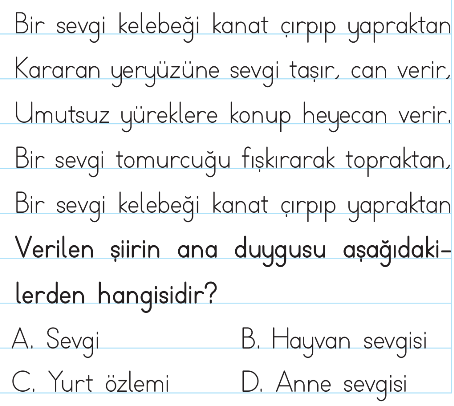 Bir sevgi kelebeği kanat çırpıp yapraktan
Kararan yeryüzüne sevgi taşır, can verir,
Umutsuz yüreklere konup heyecan verir.
Bir sevgi tomurcuğu fışkırarak topraktan,
Bir sevgi kelebeği kanat çırpıp yapraktan
Verilen şiirin ana duygusu aşağıdaki-
lerden hangisidir?
A. Sevgi B. Hayvan sevgisi
C. Yurt özlemi D. Anne sevgisi